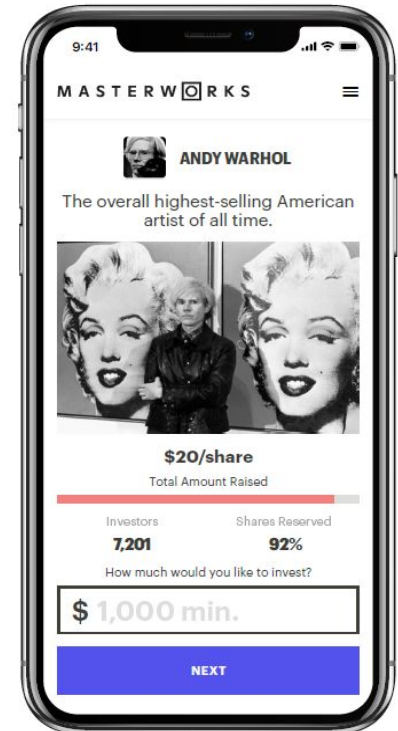 9:41
MASTERWORKS
ANDY WARHOL
The overall highest-selling American
artist of all time.
$20/share
Total Amount Raised
Investors Shares Reserved
7,201 92%
How much would you like to invest?
$ 1,000 min.
NEXT